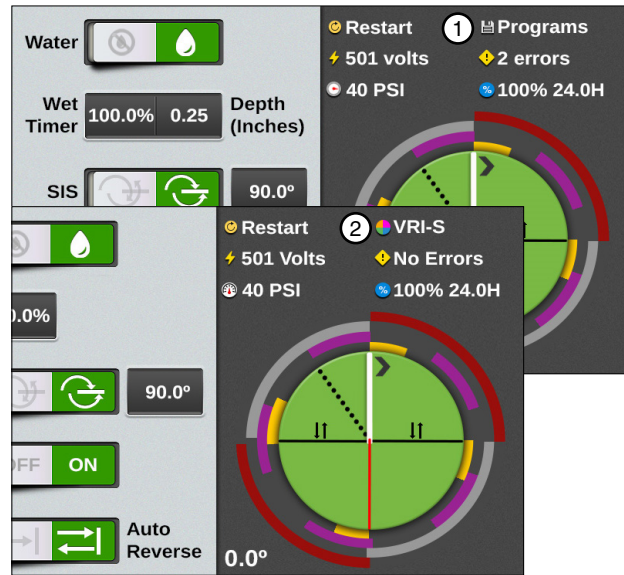 Water
Wet Timer
100.0% 0.25
Depth (Inches)
SIS
90.0º
Restart
1
Programs
501 volts
2 errors
40 PSI
% 100% 24.0H
.0%
90.0º
OFF ON
Auto Reverse
Restart
2
VRI-S
501 Volts
No Errors
40 PSI
% 100% 24.0H
0.0º